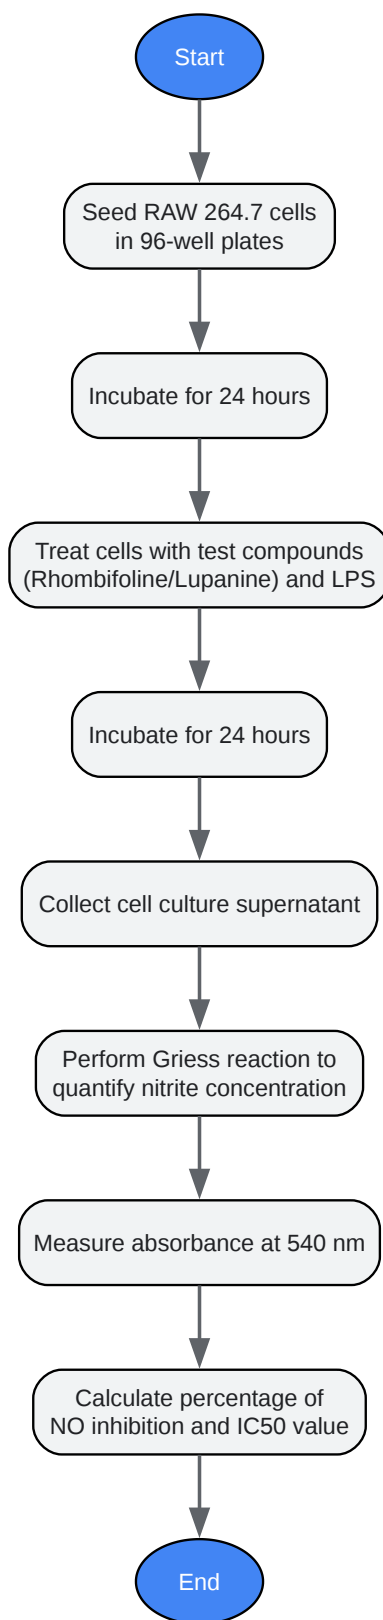 Start
Seed RAW 264.7 cells
in 96-well plates
Incubate for 24 hours
Treat cells with test compounds
(Rhombifoline/Lupanine) and LPS
Incubate for 24 hours
Collect cell culture supernatant
Perform Griess reaction to
quantify nitrite concentration
Measure absorbance at 540 nm
Calculate percentage of
NO inhibition and IC50 value
End